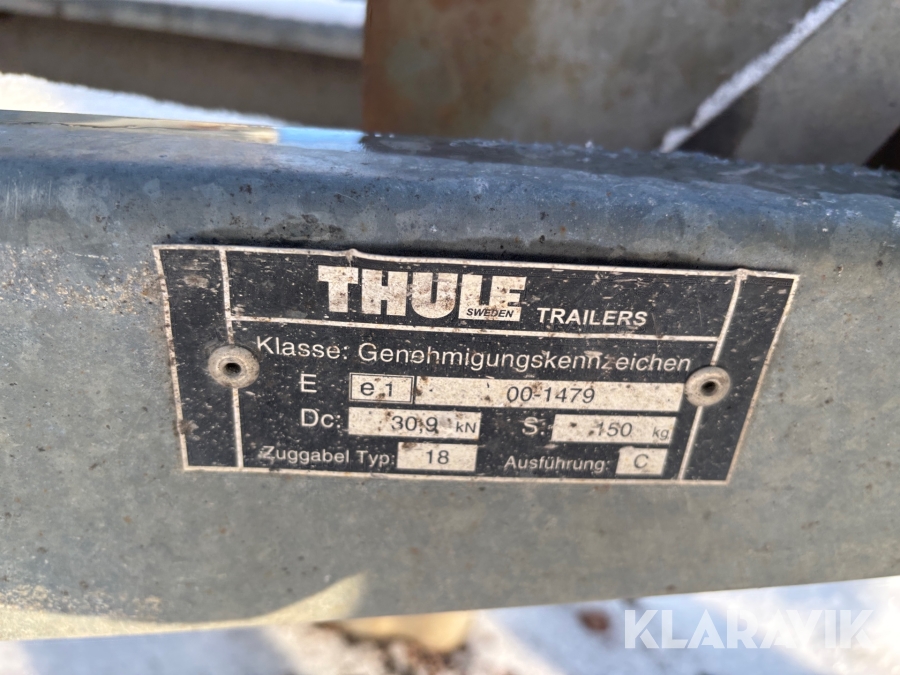 THULE
SWEDEN
TRAILERS
Klasse: Genehmigungskennzeichen
E e 1 00-1479
Dc: 30,9 kN S: 150 kg
Zuggabel Typ: 18 Ausführung: C
KLARAVIK